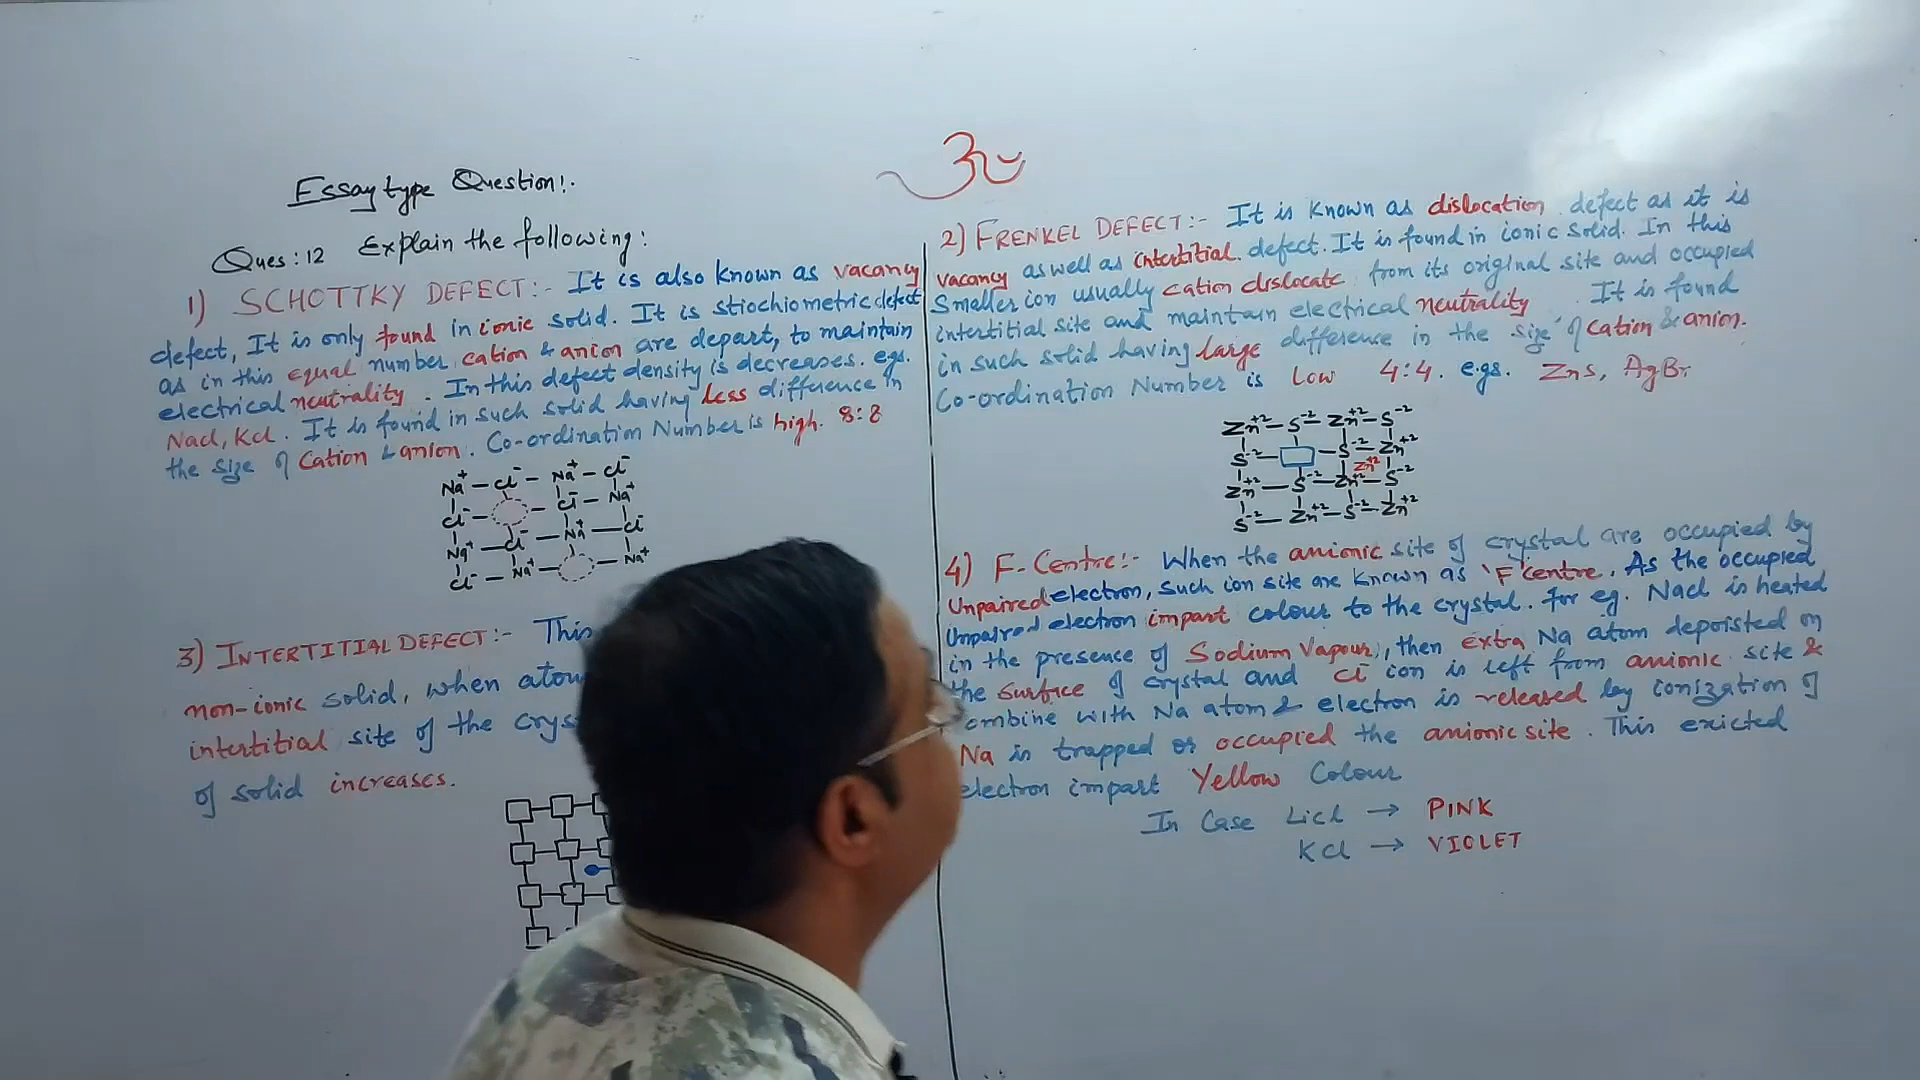 ॐ
Essay type Question:-
Ques: 12 Explain the following:
1) SCHOTTKY DEFECT:- It is also known as vacancy
defect, It is only found in ionic solid. It is stiochiometric defect
as in this equal number cation & anion are depart, to maintain
electrical neutrality. In this defect density is decreases. egs.
Nacl, Kcl. It is found in such solid having less difference in
the size of cation & anion. Co-ordination Number is high. 8:8
Na+ – Cl- – Na+ – Cl-
Cl- – – Cl- – Na+
Na+ – Cl- – Na+ – Cl-
Cl- – Na+ – – Na+
3) INTERTITIAL DEFECT:- This
non-ionic solid, when atom
intertitial site of the crys
of solid increases.
2) FRENKEL DEFECT:- It is known as dislocation defect as it is
vacancy as well as intertitial defect. It is found in ionic solid. In this
Smaller ion usually cation dislocate from its original site and occupied
intertitial site and maintain electrical neutrality. It is found
in such solid having large difference in the size of cation & anion.
Co-ordination Number is low 4:4. e.gs. ZnS, AgBr
Zn+2 – S-2 – Zn+2 – S-2
S-2 – – S-2 – Zn+2
Zn+2
Zn+2 – S-2 – Zn+2 – S-2
S-2 – Zn+2 – S-2 – Zn+2
4) F-Centre:- When the anionic site of crystal are occupied by
Unpaired electron, such ion site are known as 'F' centre. As the occupied
Unpaired electron impart colour to the crystal. for eg. Nacl is heated
in the presence of Sodium Vapour, then extra Na atom depoisted on
the surface of crystal and Cl- ion is left from anionic site &
ombine with Na atom & electron is released by ionization of
Na is trapped or occupied the anionic site. This exicted
electron impart Yellow Colour
In Case Licl → PINK
Kcl → VIOLET